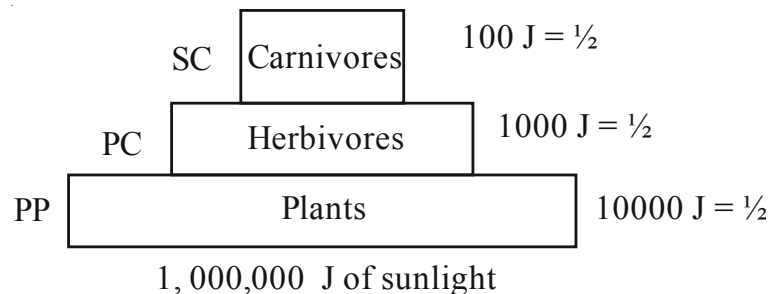 SC Carnivores 100 J = ½
PC Herbivores 1000 J = ½
PP Plants 10000 J = ½
1, 000,000 J of sunlight